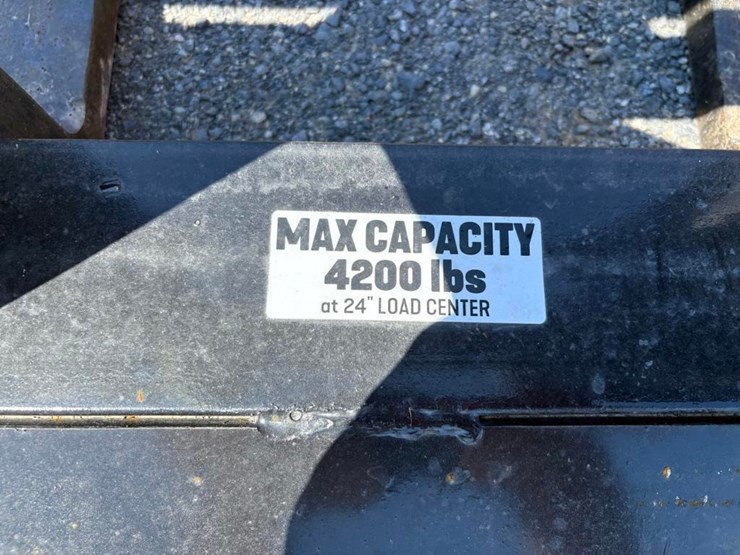 MAX CAPACITY
4200 lbs
at 24" LOAD CENTER